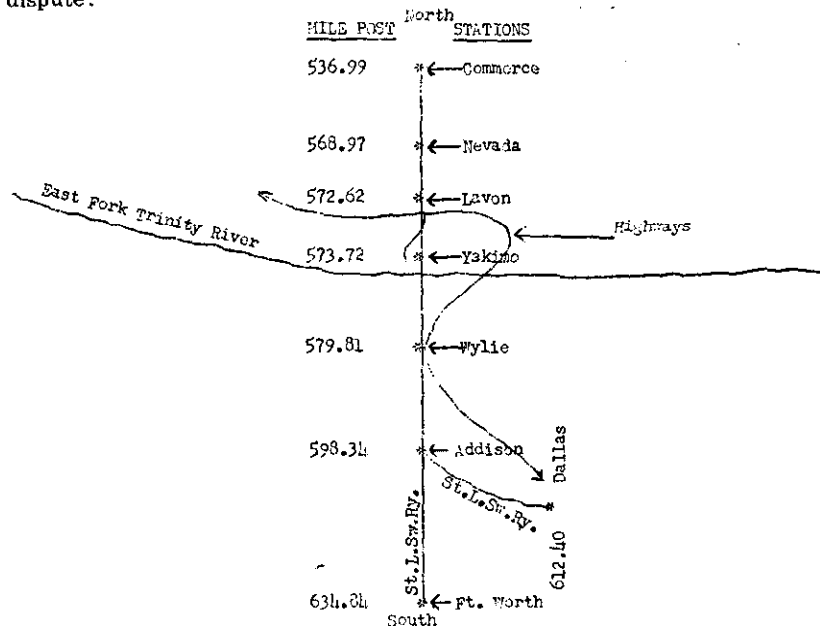 dispute.
North
MILE POST STATIONS
536.99 Commerce
568.97 Nevada
572.62 Lavon
East Fork Trinity River
Highways
573.72 Yakimo
579.81 Wylie
598.34 Addison
Dallas
St.L.Sw.Ry.
St.L.Sw.Ry.
612.40
634.84 Ft. Worth
South